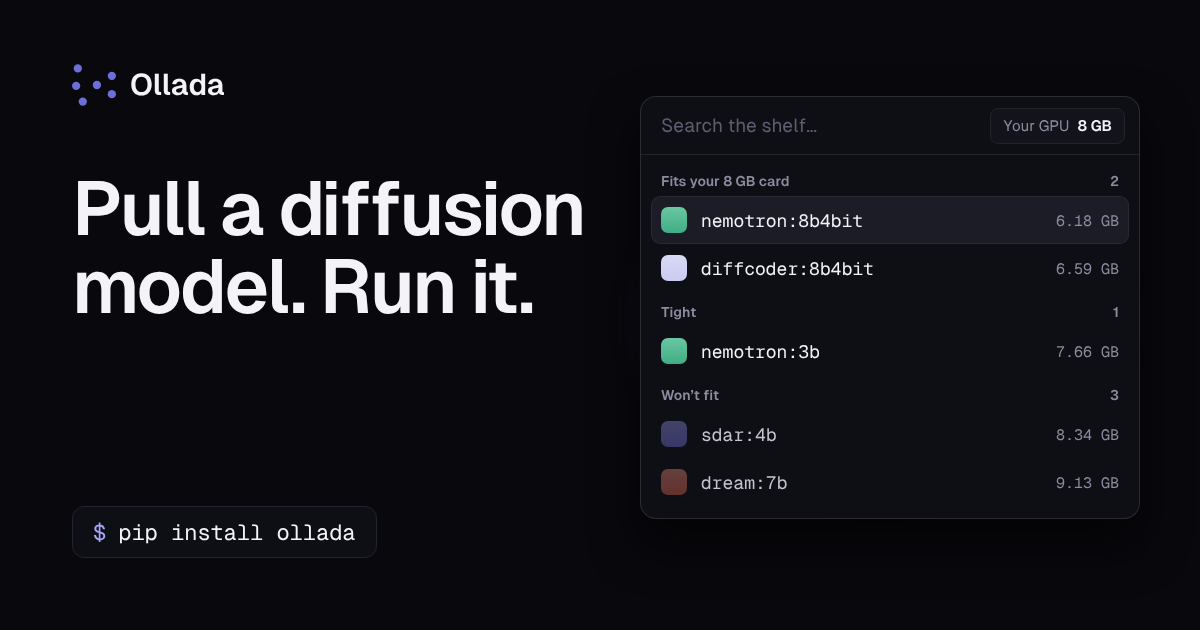 Ollada
Pull a diffusion
model. Run it.
$ pip install ollada
Search the shelf…
Your GPU 8 GB
Fits your 8 GB card 2
nemotron:8b4bit 6.18 GB
diffcoder:8b4bit 6.59 GB
Tight 1
nemotron:3b 7.66 GB
Won’t fit 3
sdar:4b 8.34 GB
dream:7b 9.13 GB